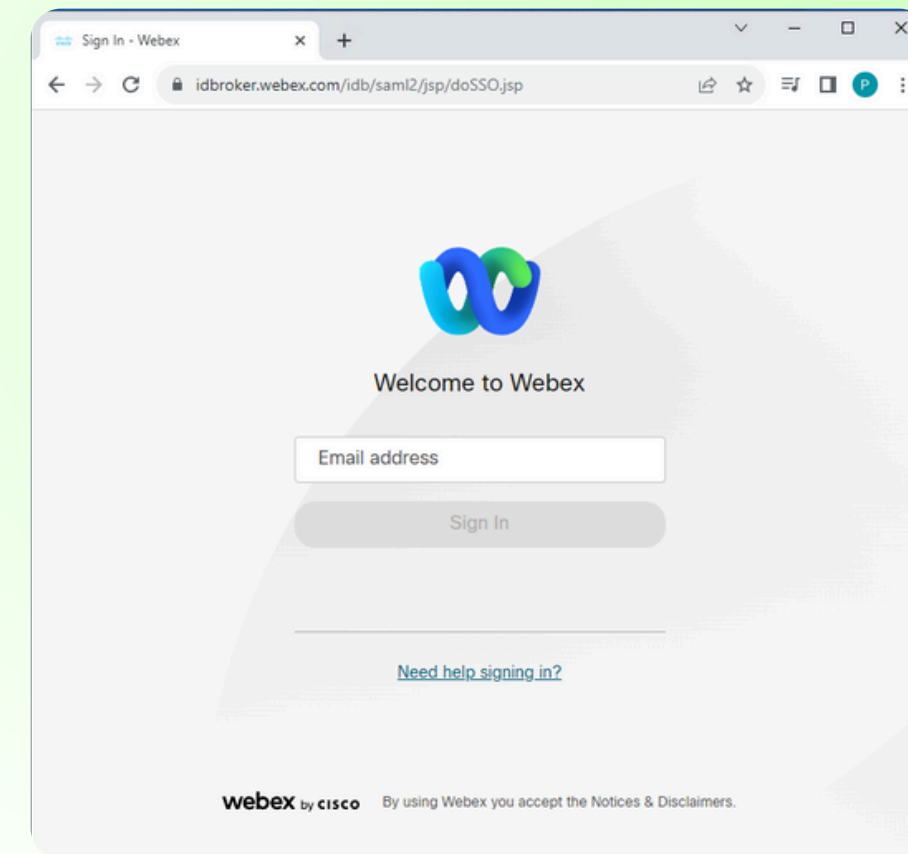 Sign In - Webex
idbroker.webex.com/idb/saml2/jsp/doSSO.jsp
P
Welcome to Webex
Email address
Sign In
Need help signing in?
webex by CISCO By using Webex you accept the Notices & Disclaimers.